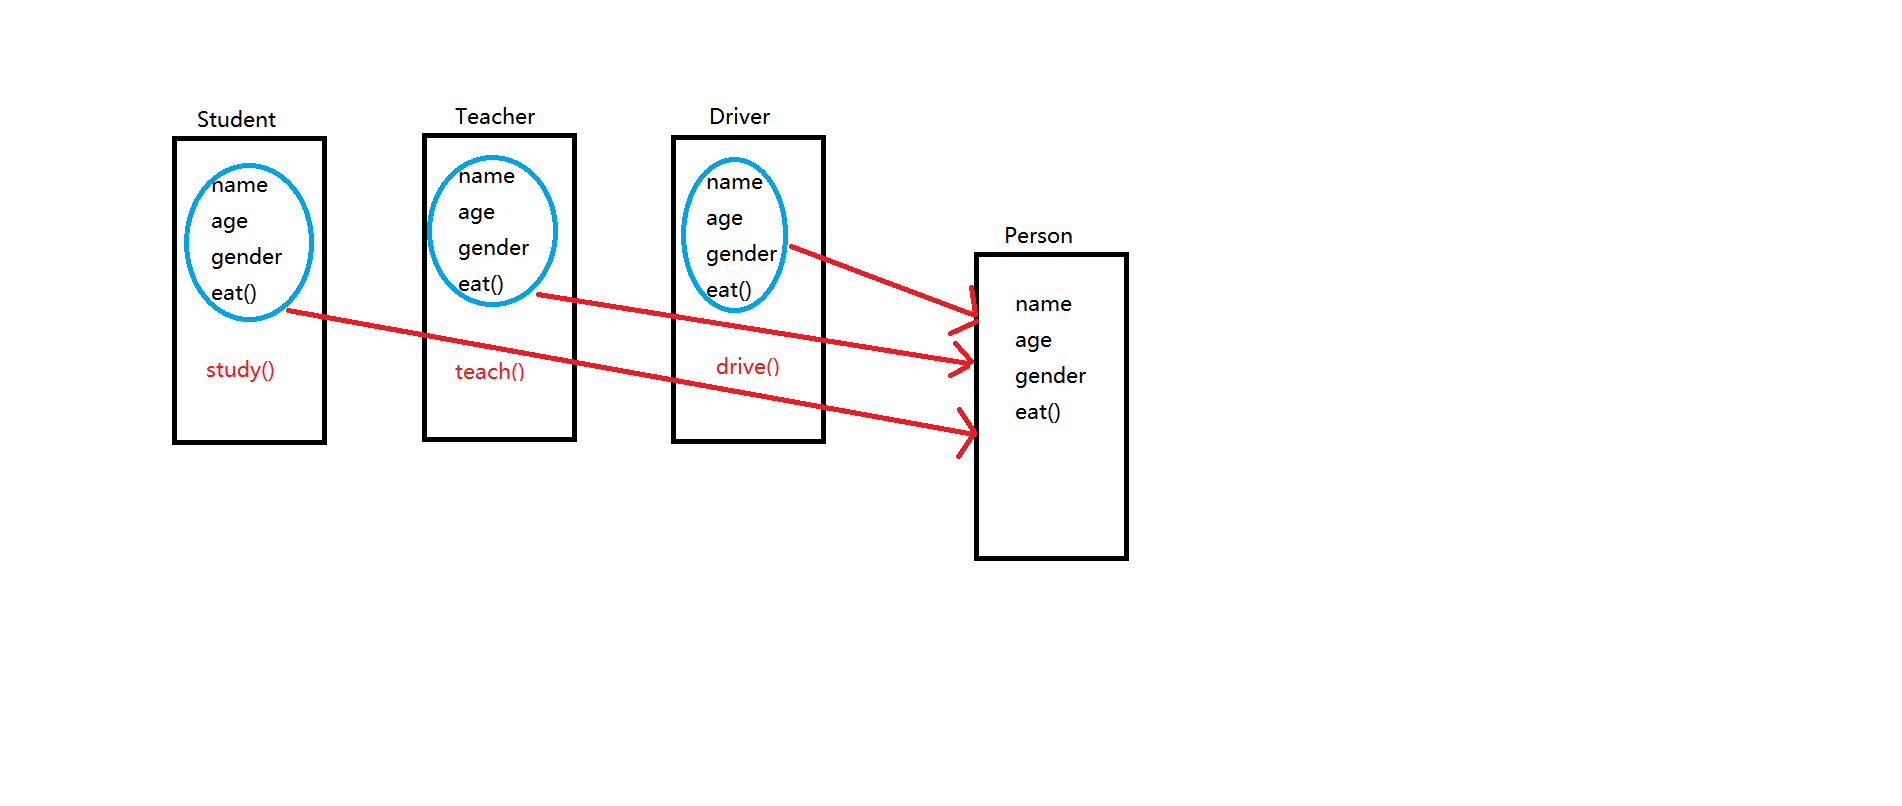 Student
name
age
gender
eat()
study()
Teacher
name
age
gender
eat()
teach()
Driver
name
age
gender
eat()
drive()
Person
name
age
gender
eat()